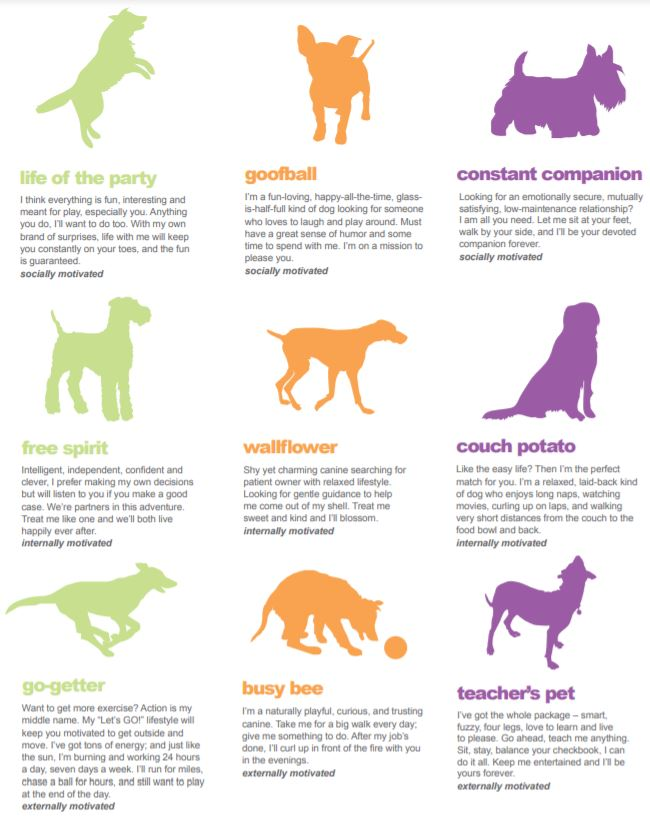 life of the party
I think everything is fun, interesting and
meant for play, especially you. Anything
you do, I'll want to do too. With my own
brand of surprises, life with me will keep
you constantly on your toes, and the fun
is guaranteed.
socially motivated
goofball
I'm a fun-loving, happy-all-the-time, glass-
is-half-full kind of dog looking for someone
who loves to laugh and play around. Must
have a great sense of humor and some
time to spend with me. I'm on a mission to
please you.
socially motivated
constant companion
Looking for an emotionally secure, mutually
satisfying, low-maintenance relationship?
I am all you need. Let me sit at your feet,
walk by your side, and I'll be your devoted
companion forever.
socially motivated
free spirit
Intelligent, independent, confident and
clever, I prefer making my own decisions
but will listen to you if you make a good
case. We're partners in this adventure.
Treat me like one and we'll both live
happily ever after.
internally motivated
wallflower
Shy yet charming canine searching for
patient owner with relaxed lifestyle.
Looking for gentle guidance to help
me come out of my shell. Treat me
sweet and kind and I'll blossom.
internally motivated
couch potato
Like the easy life? Then I'm the perfect
match for you. I'm a relaxed, laid-back kind
of dog who enjoys long naps, watching
movies, curling up on laps, and walking
very short distances from the couch to the
food bowl and back.
internally motivated
go-getter
Want to get more exercise? Action is my
middle name. My "Let's GO!" lifestyle will
keep you motivated to get outside and
move. I've got tons of energy; and just like
the sun, I'm burning and working 24 hours
a day, seven days a week. I'll run for miles,
chase a ball for hours, and still want to play
at the end of the day.
externally motivated
busy bee
I'm a naturally playful, curious, and trusting
canine. Take me for a big walk every day;
give me something to do. After my job's
done, I'll curl up in front of the fire with you
in the evenings.
externally motivated
teacher's pet
I've got the whole package – smart,
fuzzy, four legs, love to learn and live
to please. Go ahead, teach me anything.
Sit, stay, balance your checkbook, I can
do it all. Keep me entertained and I'll be
yours forever.
externally motivated